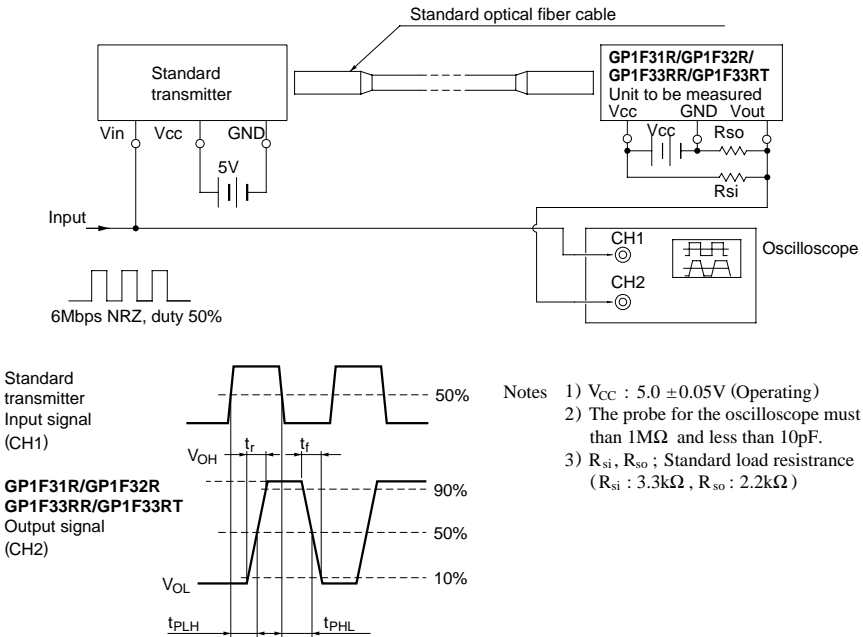 Standard optical fiber cable
Standard
transmitter
GP1F31R/GP1F32R/
GP1F33RR/GP1F33RT
Unit to be measured
Vcc GND Vout
Vin Vcc GND
Vcc Rso
5V
Rsi
Input
CH1
CH2
Oscilloscope
6Mbps NRZ, duty 50%
Standard
transmitter
Input signal
(CH1)
50%
VOH tr tf
GP1F31R/GP1F32R
GP1F33RR/GP1F33RT
Output signal
(CH2)
90%
50%
10%
VOL
tPLH tPHL
Notes 1) VCC : 5.0 ±0.05V (Operating)
2) The probe for the oscilloscope must
than 1MΩ and less than 10pF.
3) Rsi, Rso ; Standard load resistrance
(Rsi : 3.3kΩ , Rso : 2.2kΩ )